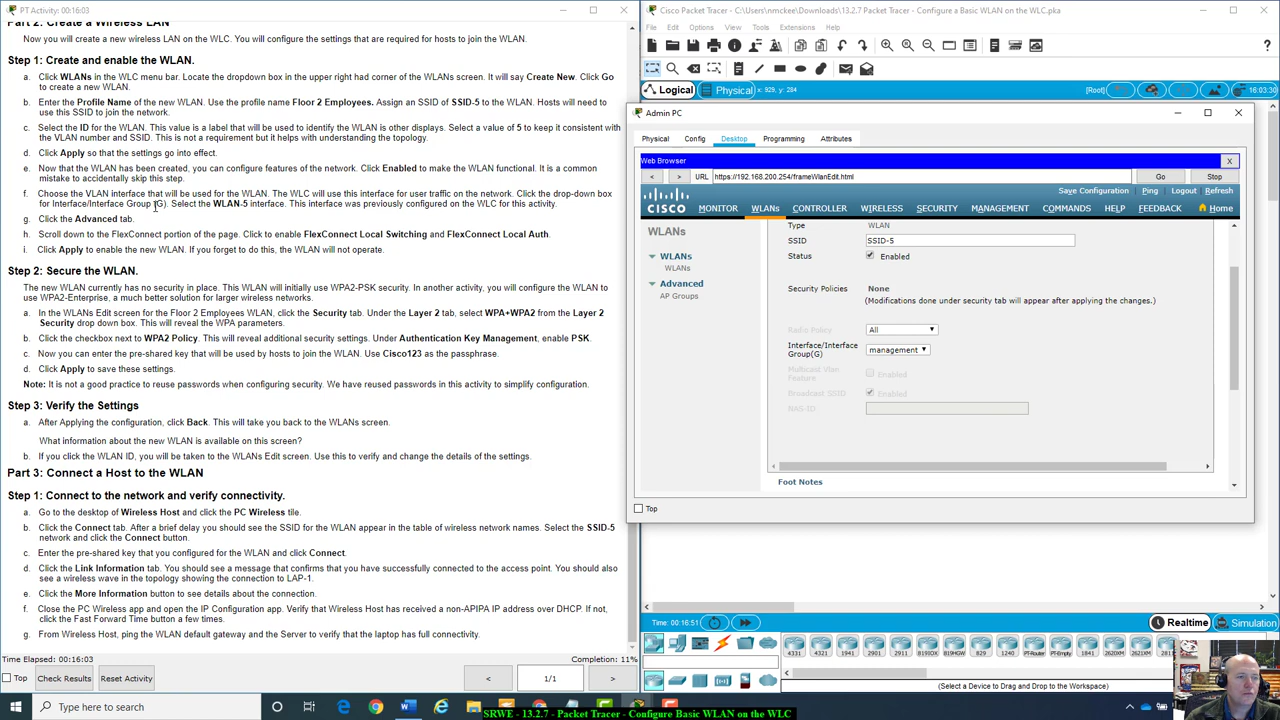 PT Activity: 00:16:03
Part 2: Create a Wireless LAN
Now you will create a new wireless LAN on the WLC. You will configure the settings that are required for hosts to join the WLAN.
Step 1: Create and enable the WLAN.
a. Click WLANs in the WLC menu bar. Locate the dropdown box in the upper right had corner of the WLANs screen. It will say Create New. Click Go
to create a new WLAN.
b. Enter the Profile Name of the new WLAN. Use the profile name Floor 2 Employees. Assign an SSID of SSID-5 to the WLAN. Hosts will need to
use this SSID to join the network.
c. Select the ID for the WLAN. This value is a label that will be used to identify the WLAN is other displays. Select a value of 5 to keep it consistent with
the VLAN number and SSID. This is not a requirement but it helps with understanding the topology.
d. Click Apply so that the settings go into effect.
e. Now that the WLAN has been created, you can configure features of the network. Click Enabled to make the WLAN functional. It is a common
mistake to accidentally skip this step.
f. Choose the VLAN interface that will be used for the WLAN. The WLC will use this interface for user traffic on the network. Click the drop-down box
for Interface/Interface Group (G). Select the WLAN-5 interface. This interface was previously configured on the WLC for this activity.
g. Click the Advanced tab.
h. Scroll down to the FlexConnect portion of the page. Click to enable FlexConnect Local Switching and FlexConnect Local Auth.
i. Click Apply to enable the new WLAN. If you forget to do this, the WLAN will not operate.
Step 2: Secure the WLAN.
The new WLAN currently has no security in place. This WLAN will initially use WPA2-PSK security. In another activity, you will configure the WLAN to
use WPA2-Enterprise, a much better solution for larger wireless networks.
a. In the WLANs Edit screen for the Floor 2 Employees WLAN, click the Security tab. Under the Layer 2 tab, select WPA+WPA2 from the Layer 2
Security drop down box. This will reveal the WPA parameters.
b. Click the checkbox next to WPA2 Policy. This will reveal additional security settings. Under Authentication Key Management, enable PSK.
c. Now you can enter the pre-shared key that will be used by hosts to join the WLAN. Use Cisco123 as the passphrase.
d. Click Apply to save these settings.
Note: It is not a good practice to reuse passwords when configuring security. We have reused passwords in this activity to simplify configuration.
Step 3: Verify the Settings
a. After Applying the configuration, click Back. This will take you back to the WLANs screen.
What information about the new WLAN is available on this screen?
b. If you click the WLAN ID, you will be taken to the WLANs Edit screen. Use this to verify and change the details of the settings.
Part 3: Connect a Host to the WLAN
Step 1: Connect to the network and verify connectivity.
a. Go to the desktop of Wireless Host and click the PC Wireless tile.
b. Click the Connect tab. After a brief delay you should see the SSID for the WLAN appear in the table of wireless network names. Select the SSID-5
network and click the Connect button.
c. Enter the pre-shared key that you configured for the WLAN and click Connect.
d. Click the Link Information tab. You should see a message that confirms that you have successfully connected to the access point. You should also
see a wireless wave in the topology showing the connection to LAP-1.
e. Click the More Information button to see details about the connection.
f. Close the PC Wireless app and open the IP Configuration app. Verify that Wireless Host has received a non-APIPA IP address over DHCP. If not,
click the Fast Forward Time button a few times.
g. From Wireless Host, ping the WLAN default gateway and the Server to verify that the laptop has full connectivity.
Time Elapsed: 00:16:03 Completion: 11%
Top Check Results Reset Activity < 1/1 >
Cisco Packet Tracer - C:\Users\nmckee\Downloads\13.2.7 Packet Tracer - Configure a Basic WLAN on the WLC.pka
File Edit Options View Tools Extensions Help
Logical Physical x: 929, y: 284 [Root] 16:03:30
Admin PC
Physical Config Desktop Programming Attributes
Web Browser X
< > URL https://192.168.200.254/frameWlanEdit.html Go Stop
Save Configuration Ping Logout Refresh
CISCO MONITOR WLANs CONTROLLER WIRELESS SECURITY MANAGEMENT COMMANDS HELP FEEDBACK Home
WLANs
WLANs
WLANs
Advanced
AP Groups
Type WLAN
SSID SSID-5
Status Enabled
Security Policies None
(Modifications done under security tab will appear after applying the changes.)
Radio Policy All
Interface/Interface
Group(G) management
Multicast Vlan
Feature Enabled
Broadcast SSID Enabled
NAS-ID
Foot Notes
Top
Time: 00:16:51 Realtime Simulation
4331 4321 1941 2901 2911 819IOX 819HGW 829 1240 PT-Router PT-Empty 1841 2620XM 2621XM 2811
(Select a Device to Drag and Drop to the Workspace)
Type here to search
SRWE - 13.2.7 - Packet Tracer - Configure Basic WLAN on the WLC